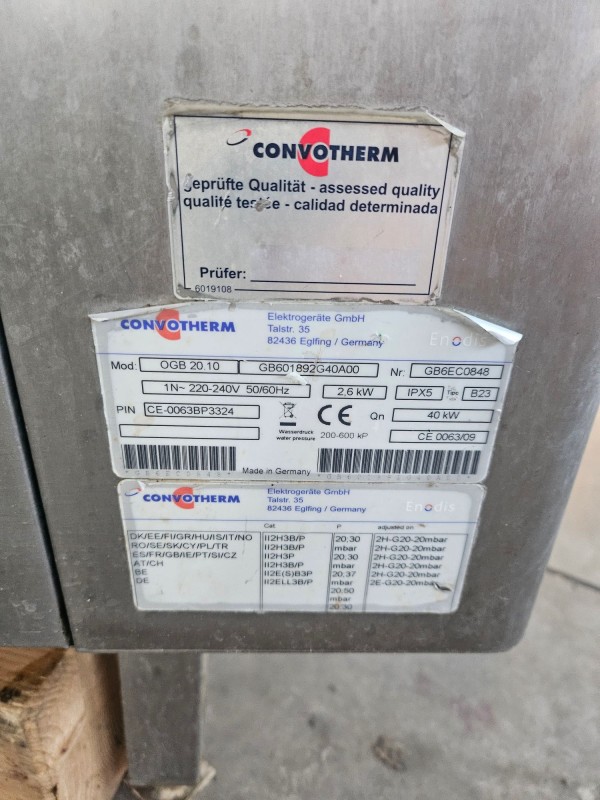 CONVOTHERM
geprüfte Qualität - assessed quality
qualité testée - calidad determinada
Prüfer:
6019108
CONVOTHERM
Elektrogeräte GmbH
Talstr. 35
82436 Eglfing / Germany
Enodis
Mod: OGB 20.10 GB601892G40A00 Nr: GB6EC0848
1N~ 220-240V 50/60Hz 2,6 kW IPX5 Type B23
PIN CE-0063BP3324 CE Qn 40 kW
Wasserdruck
water pressure 200-600 kP CE 0063/09
Made in Germany
CONVOTHERM
Elektrogeräte GmbH
Talstr. 35
82436 Eglfing / Germany
Enodis
Cat. P adjusted on
DK/EE/FI/GR/HU/IS/IT/NO II2H3B/P 20;30 2H-G20-20mbar
RO/SE/SK/CY/PL/TR II2H3B/P mbar 2H-G20-20mbar
ES/FR/GB/IE/PT/SI/CZ II2H3P 20;30 2H-G20-20mbar
AT/CH II2H3B/P mbar 2H-G20-20mbar
BE II2E(S)B3P 20;37 2H-G20-20mbar
DE II2ELL3B/P mbar 2E-G20-20mbar
20;50
mbar
20;30